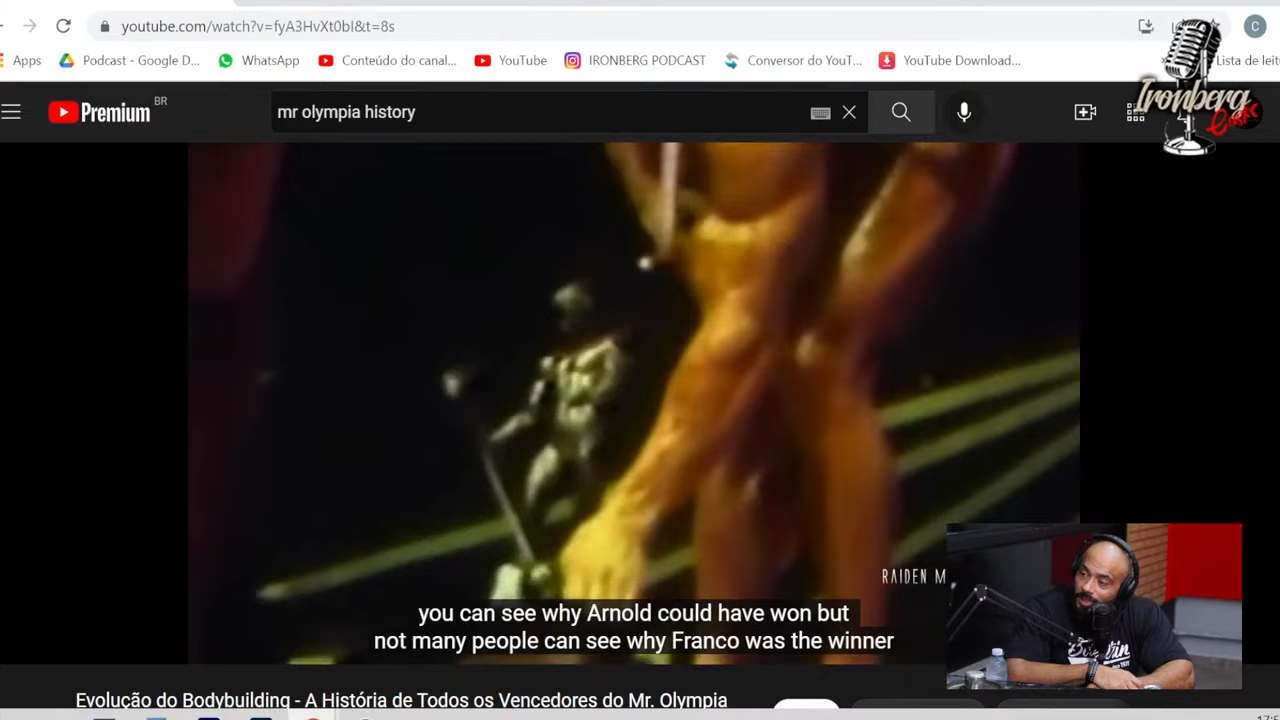 youtube.com/watch?v=fyA3HvXt0bI&t=8s
Apps Podcast - Google D... WhatsApp Conteúdo do canal... YouTube IRONBERG PODCAST Conversor do YouT... YouTube Download... » Lista de leit
Ironberg
Cast
Premium BR
mr olympia history
C
RAIDEN M
you can see why Arnold could have won but
not many people can see why Franco was the winner
Evolução do Bodybuilding - A História de Todos os Vencedores do Mr. Olympia